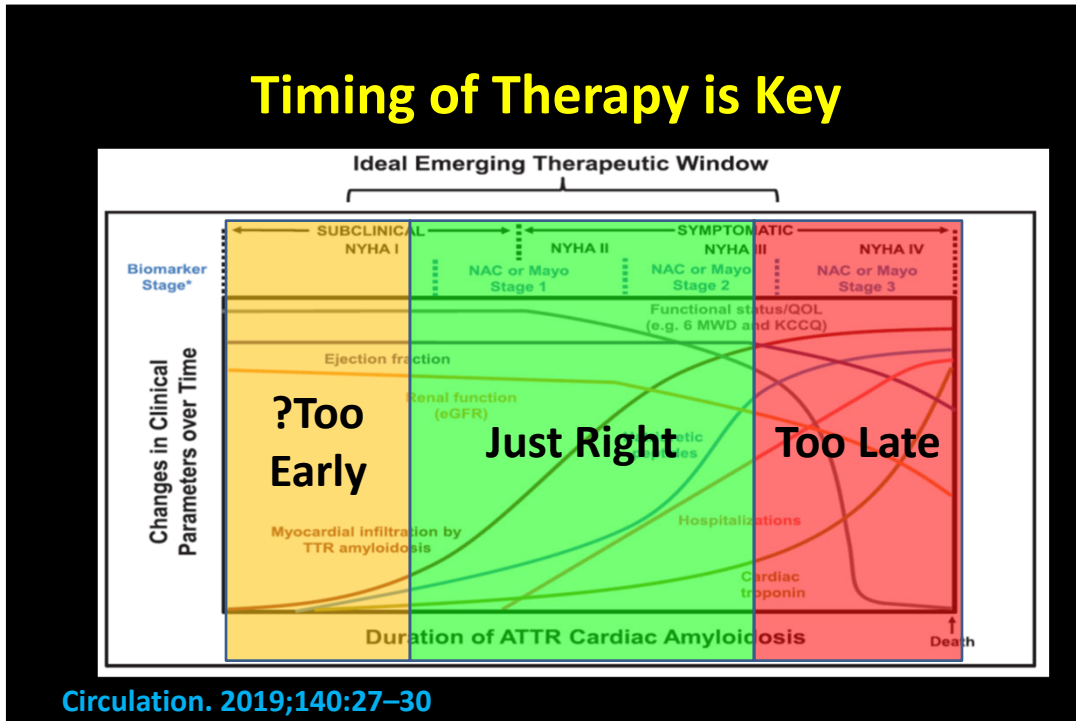 Timing of Therapy is Key
Ideal Emerging Therapeutic Window
SUBCLINICAL
SYMPTOMATIC
NYHA I
NYHA II
NYHA III
NYHA IV
Biomarker
Stage*
NAC or Mayo
Stage 1
NAC or Mayo
Stage 2
NAC or Mayo
Stage 3
Functional status/QOL
(e.g. 6 MWD and KCCQ)
Ejection fraction
Renal function
(eGFR)
?Too
Early
Just Right
Too Late
peptides
Changes in Clinical
Parameters over Time
Hospitalizations
Myocardial infiltration by
TTR amyloidosis
Cardiac
troponin
Duration of ATTR Cardiac Amyloidosis
Death
Circulation. 2019;140:27–30